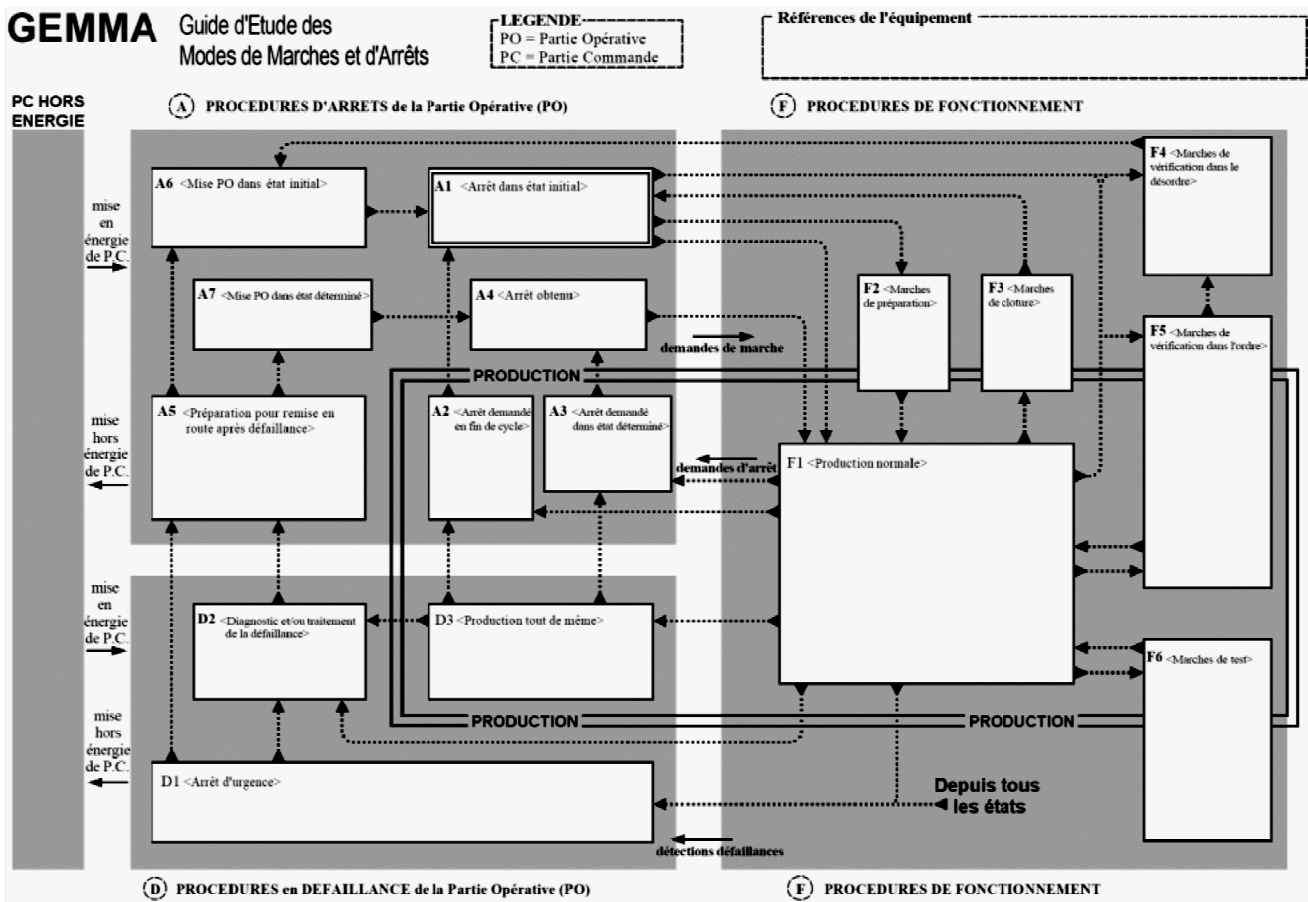 GEMMA
Guide d'Etude des
Modes de Marches et d'Arrêts
LEGENDE
PO = Partie Opérative
PC = Partie Commande
Références de l'équipement
PC HORS
ENERGIE
A PROCEDURES D'ARRETS de la Partie Opérative (PO)
F PROCEDURES DE FONCTIONNEMENT
mise
en
énergie
de P.C.
A6 <Mise PO dans état initial>
A1 <Arrêt dans état initial>
F4 <Marches de
vérification dans le
désordre>
A7 <Mise PO dans état déterminé>
A4 <Arrêt obtenu>
F2 <Marches
de préparation>
F3 <Marches
de cloture>
demandes de marche
F5 <Marches de
vérification dans l'ordre>
PRODUCTION
mise
hors
énergie
de P.C.
A5 <Préparation pour remise en
route après défaillance>
A2 <Arrêt demandé
en fin de cycle>
A3 <Arrêt demandé
dans état déterminé>
demandes d'arrêt
F1 <Production normale>
mise
en
énergie
de P.C.
D2 <Diagnostic et/ou traitement
de la défaillance>
D3 <Production tout de même>
F6 <Marches de test>
PRODUCTION
PRODUCTION
mise
hors
énergie
de P.C.
D1 <Arrêt d'urgence>
Depuis tous
les états
détections défaillances
D PROCEDURES en DEFAILLANCE de la Partie Opérative (PO)
F PROCEDURES DE FONCTIONNEMENT